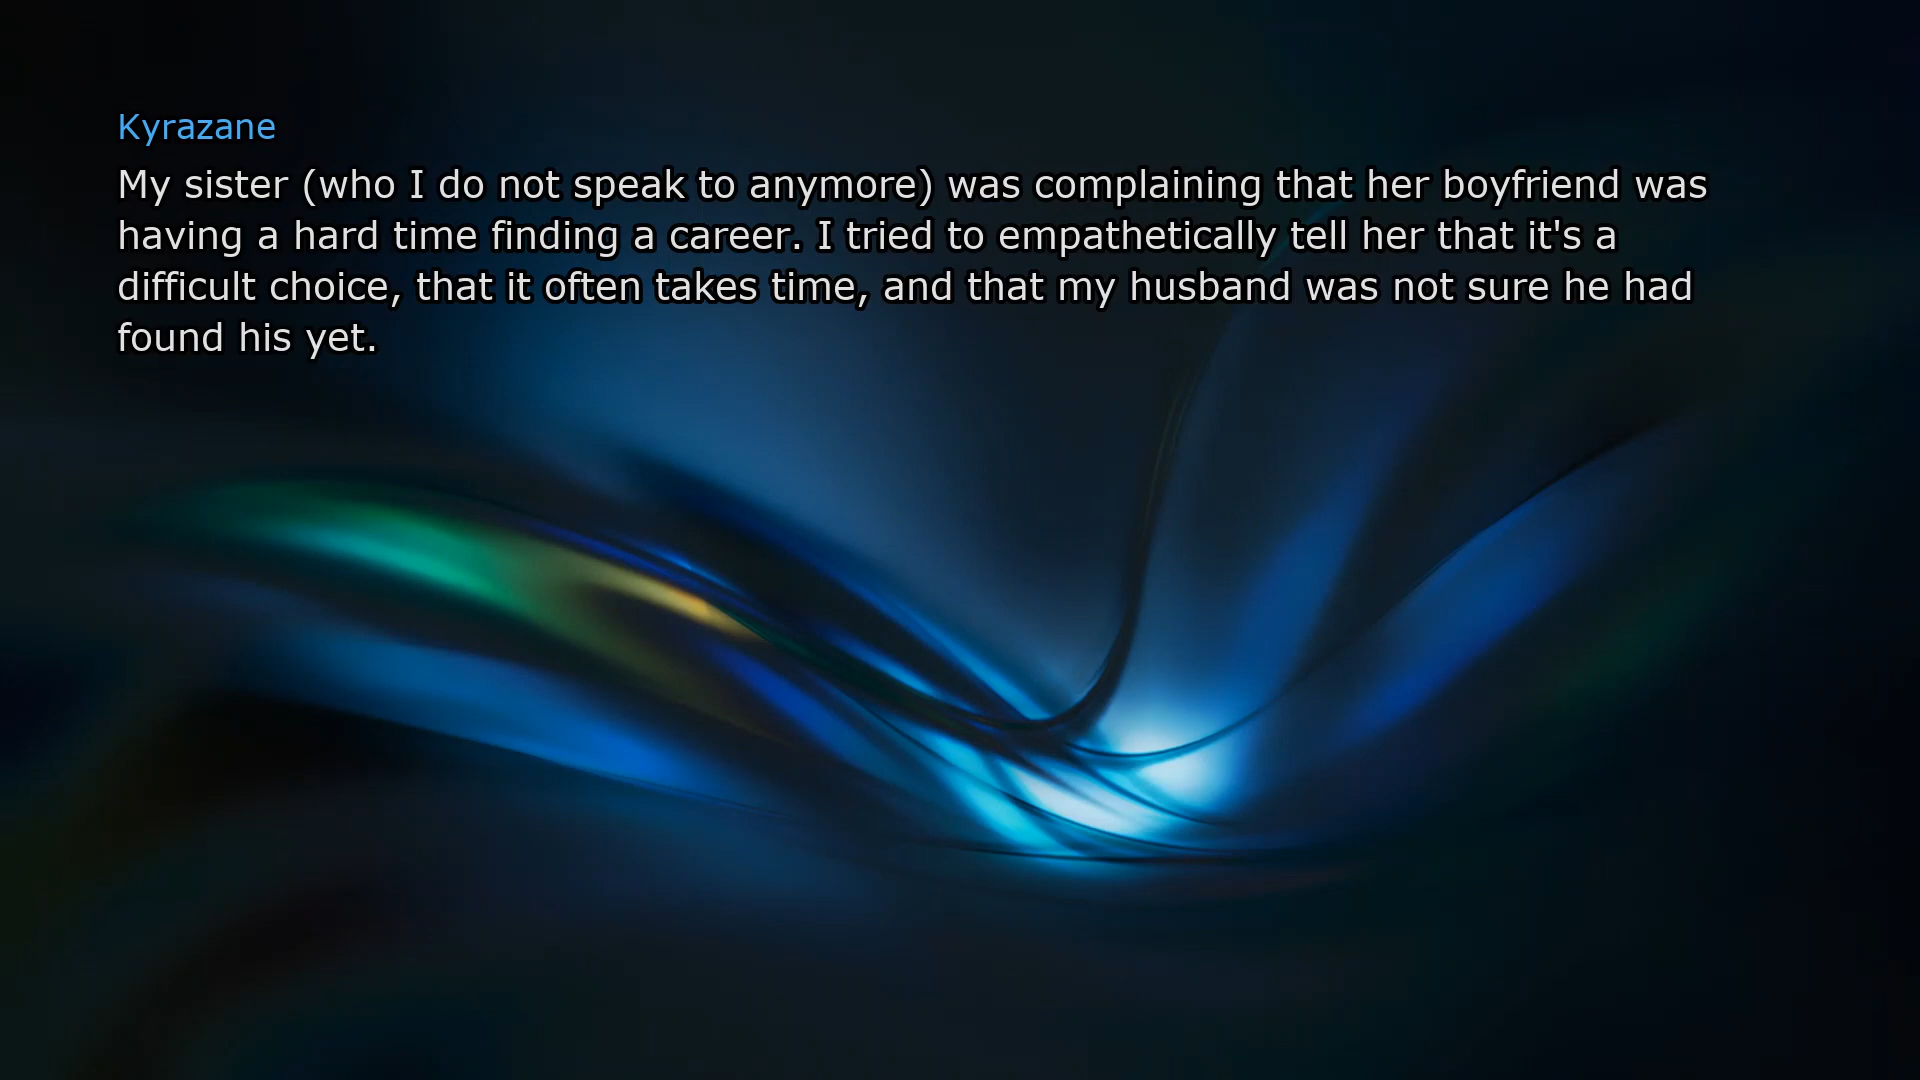 Kyrazane
My sister (who I do not speak to anymore) was complaining that her boyfriend was
having a hard time finding a career. I tried to empathetically tell her that it's a
difficult choice, that it often takes time, and that my husband was not sure he had
found his yet.